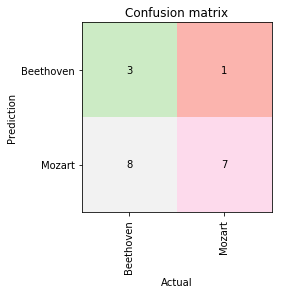 Confusion matrix
Prediction
Beethoven
3
1
Mozart
8
7
Beethoven
Mozart
Actual